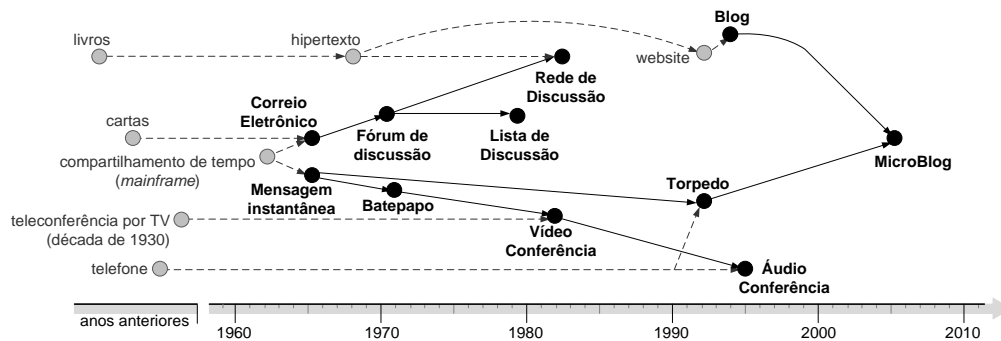 Blog
livros
hipertexto
website
Rede de
Discussão
Correio
Eletrônico
cartas
Fórum de
discussão
Lista de
Discussão
MicroBlog
compartilhamento de tempo
(mainframe)
Mensagem
instantânea
Batepapo
Torpedo
teleconferência por TV
(década de 1930)
Vídeo
Conferência
telefone
Áudio
Conferência
anos anteriores
1960
1970
1980
1990
2000
2010